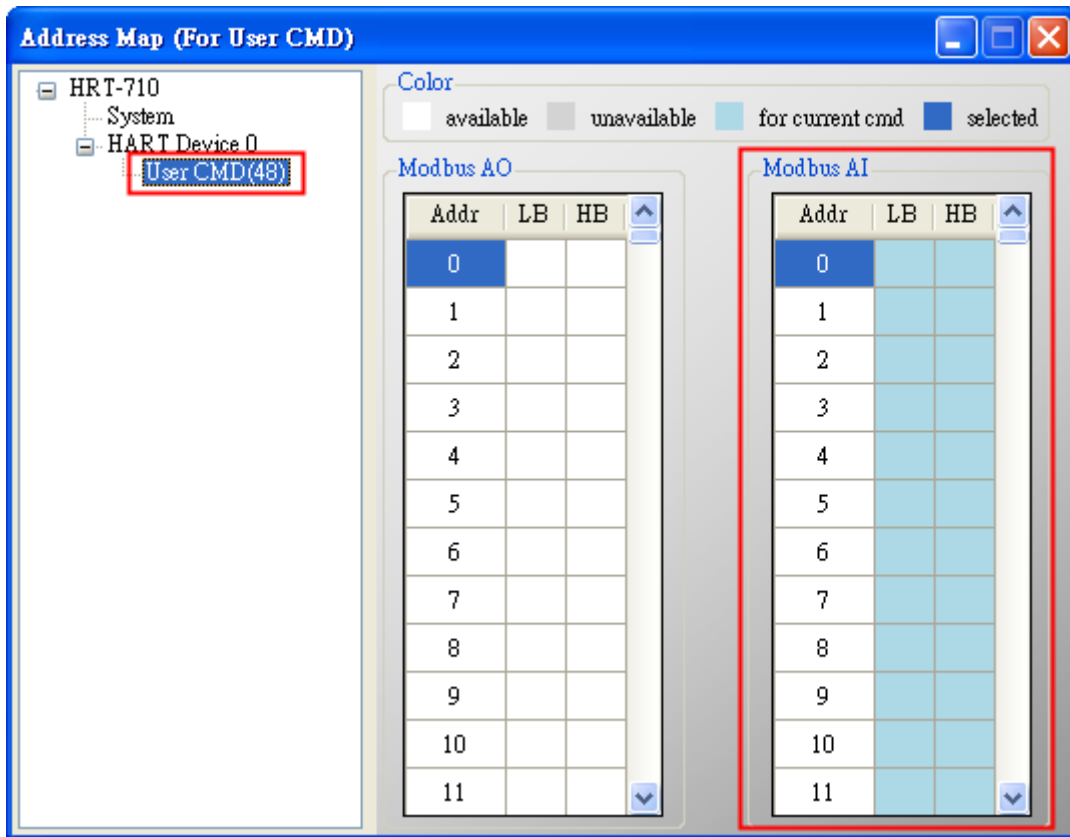 Address Map (For User CMD)
HRT-710
System
HART Device 0
User CMD(48)
Color
available unavailable for current cmd selected
Modbus AO
Addr LB HB
0
1
2
3
4
5
6
7
8
9
10
11
Modbus AI
Addr LB HB
0
1
2
3
4
5
6
7
8
9
10
11